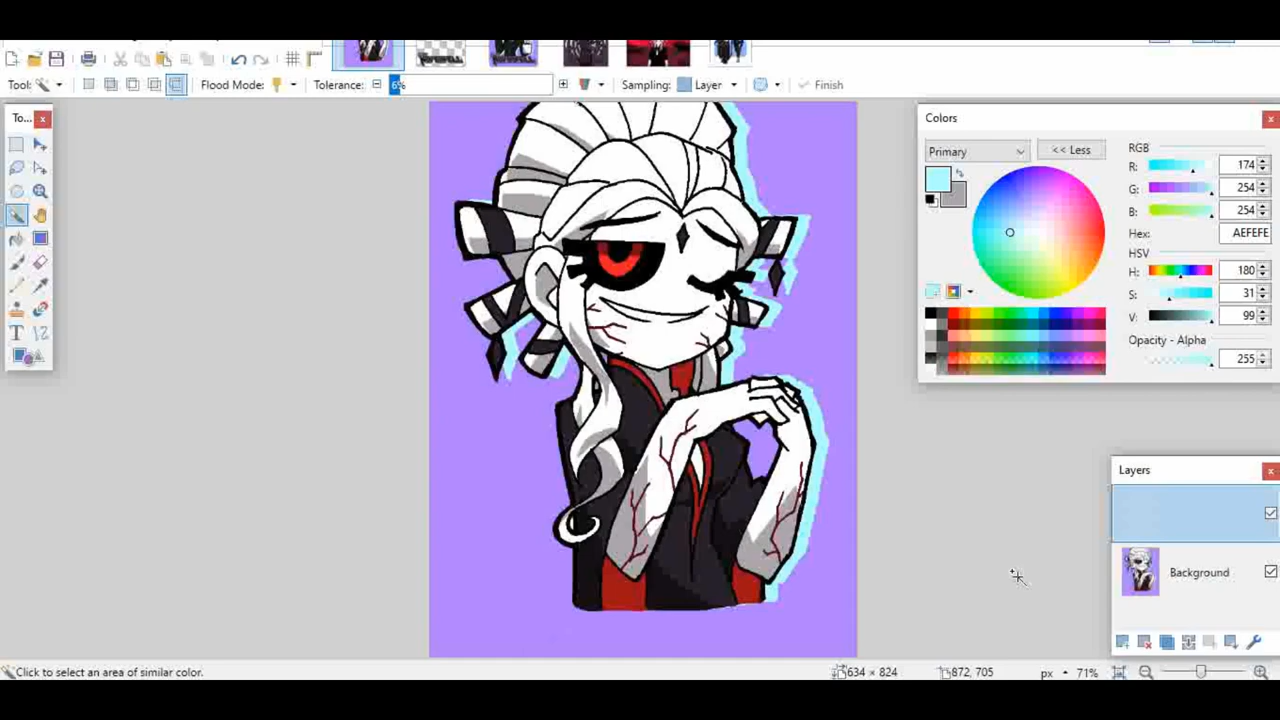 Tool:
Flood Mode:
Tolerance:
6%
Sampling:
Layer
Finish
To...
Colors
Primary
<< Less
RGB
R:
174
G:
254
B:
254
Hex:
AEFEFE
HSV
H:
180
S:
31
V:
99
Opacity - Alpha
255
Layers
Background
Click to select an area of similar color.
634 × 824
872, 705
px
71%